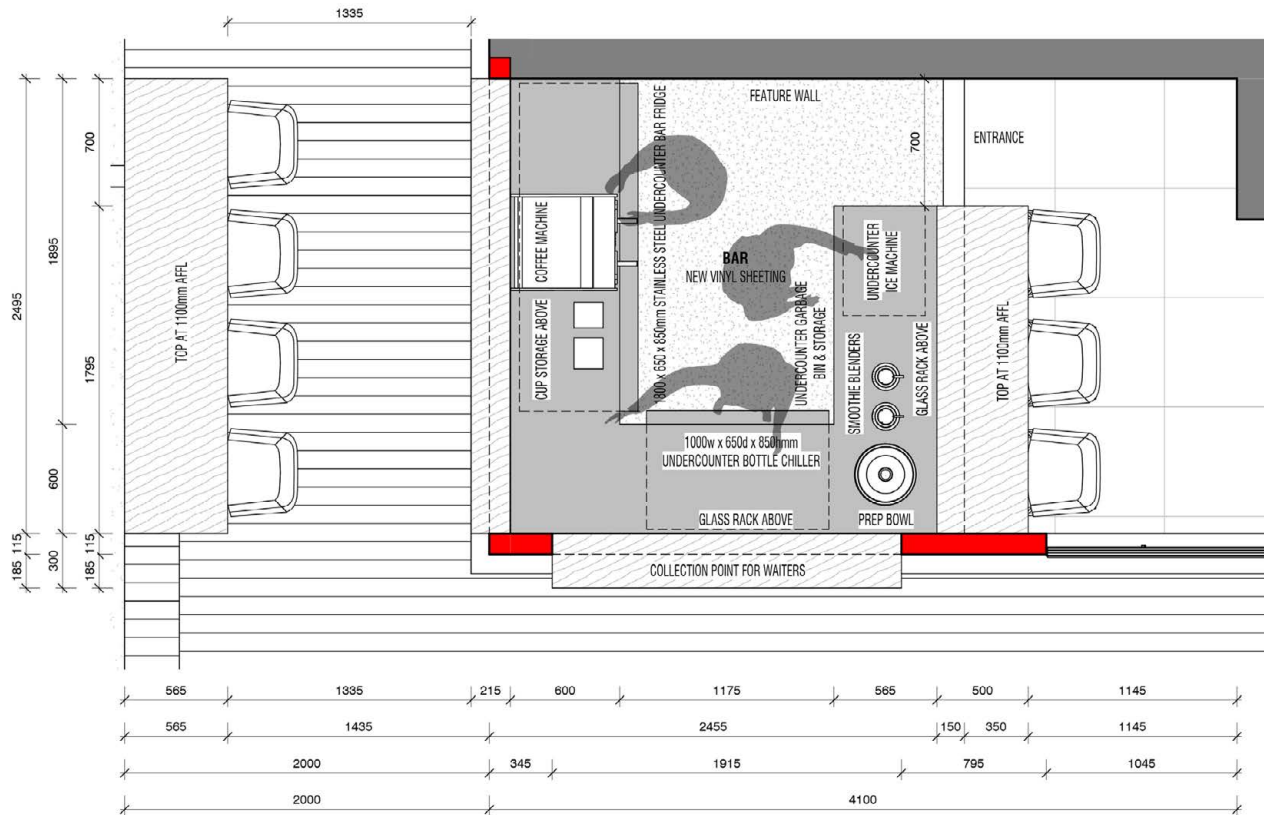 1335
FEATURE WALL
ENTRANCE
700
700
1895
2495
1795
600
115
185
300
115
185
TOP AT 1100mm AFFL
COFFEE MACHINE
CUP STORAGE ABOVE
1800 x 650 x 850mm STAINLESS STEEL UNDERCOUNTER BAR FRIDGE
BAR
NEW VINYL SHEETING
UNDERCOUNTER
ICE MACHINE
UNDERCOUNTER GARBAGE
BIN & STORAGE
SMOOTHIE BLENDERS
GLASS RACK ABOVE
TOP AT 1100mm AFFL
1000w x 650d x 850hmm
UNDERCOUNTER BOTTLE CHILLER
GLASS RACK ABOVE
PREP BOWL
COLLECTION POINT FOR WAITERS
565 1335 215 600 1175 565 500 1145
565 1435 2455 150 350 1145
2000 345 1915 795 1045
2000 4100